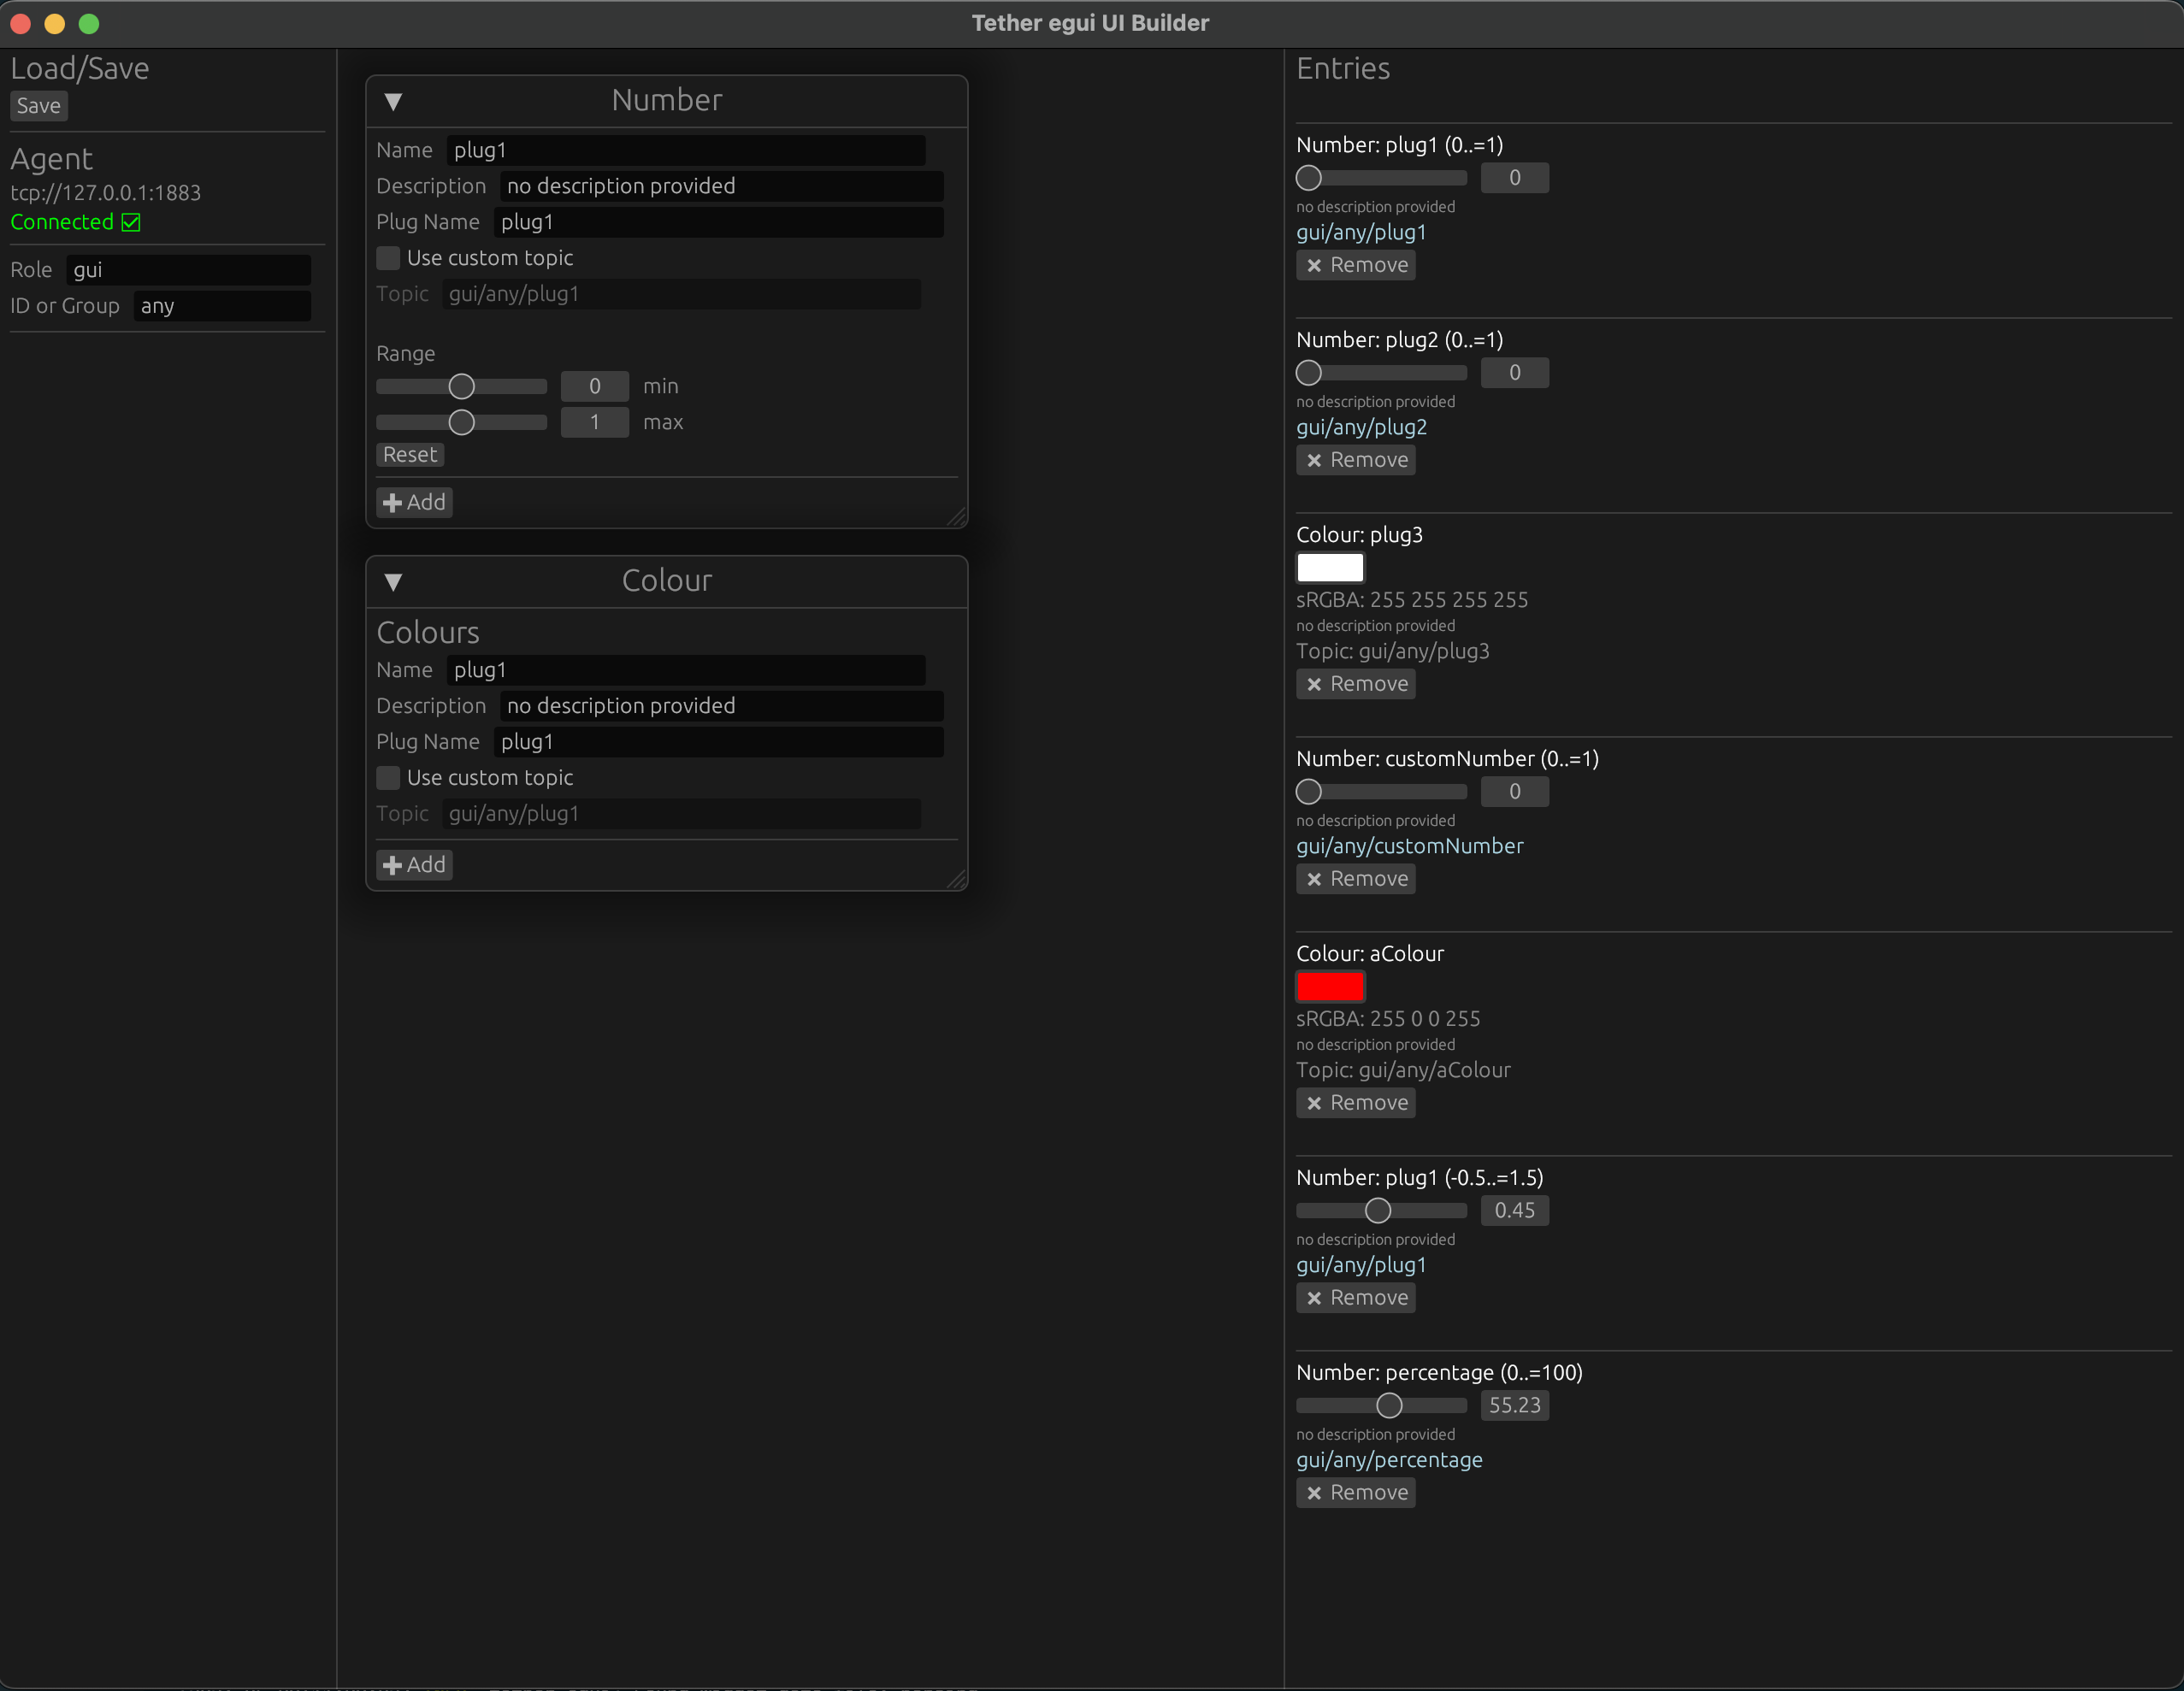 Tether egui UI Builder
Load/Save
Save
Agent
tcp://127.0.0.1:1883
Connected ☑
Role gui
ID or Group any
▼ Number
Name plug1
Description no description provided
Plug Name plug1
Use custom topic
Topic gui/any/plug1
Range
0 min
1 max
Reset
✚ Add
▼ Colour
Colours
Name plug1
Description no description provided
Plug Name plug1
Use custom topic
Topic gui/any/plug1
✚ Add
Entries
Number: plug1 (0..=1)
0
no description provided
gui/any/plug1
✖ Remove
Number: plug2 (0..=1)
0
no description provided
gui/any/plug2
✖ Remove
Colour: plug3
sRGBA: 255 255 255 255
no description provided
Topic: gui/any/plug3
✖ Remove
Number: customNumber (0..=1)
0
no description provided
gui/any/customNumber
✖ Remove
Colour: aColour
sRGBA: 255 0 0 255
no description provided
Topic: gui/any/aColour
✖ Remove
Number: plug1 (-0.5..=1.5)
0.45
no description provided
gui/any/plug1
✖ Remove
Number: percentage (0..=100)
55.23
no description provided
gui/any/percentage
✖ Remove